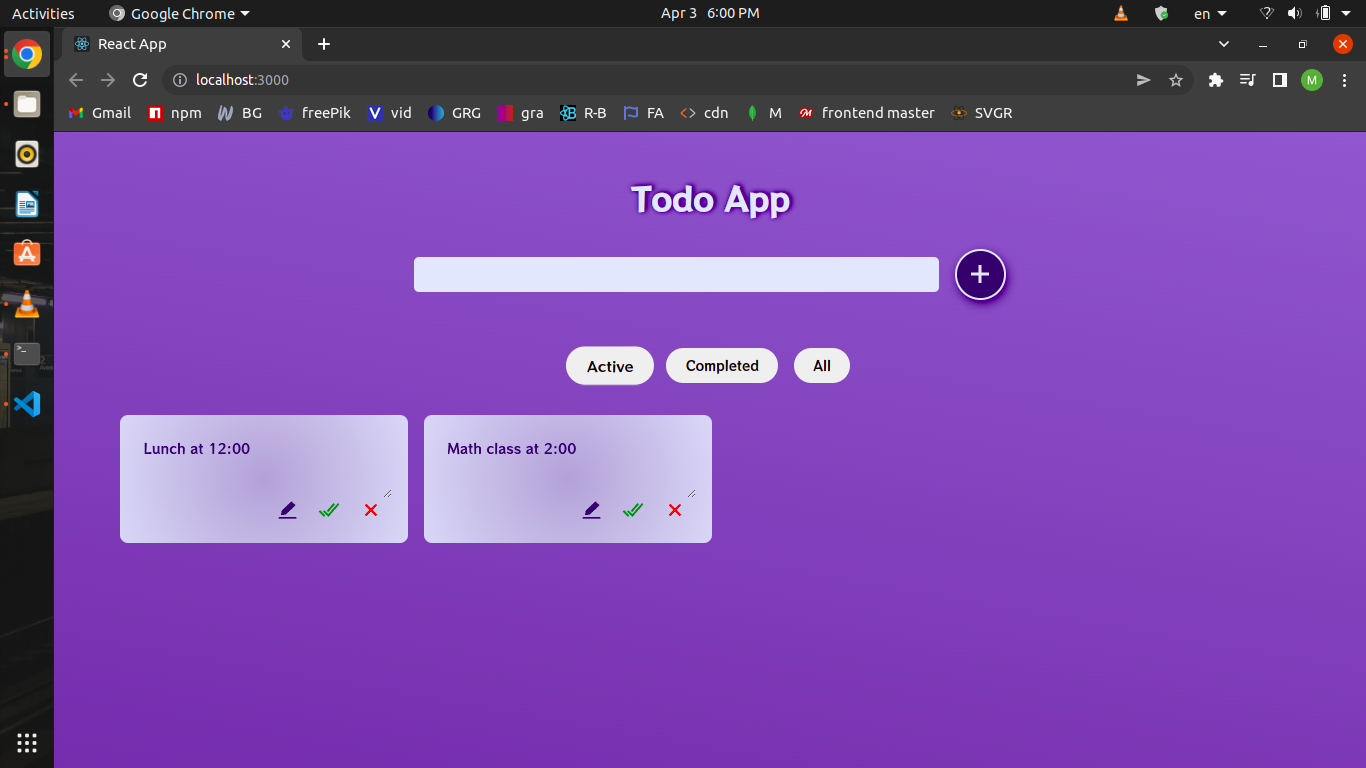 Activities Google Chrome Apr 3 6:00 PM en
React App
localhost:3000 M
Gmail npm BG freePik vid GRG gra R-B FA cdn M frontend master SVGR
Todo App
Active Completed All
Lunch at 12:00 Math class at 2:00